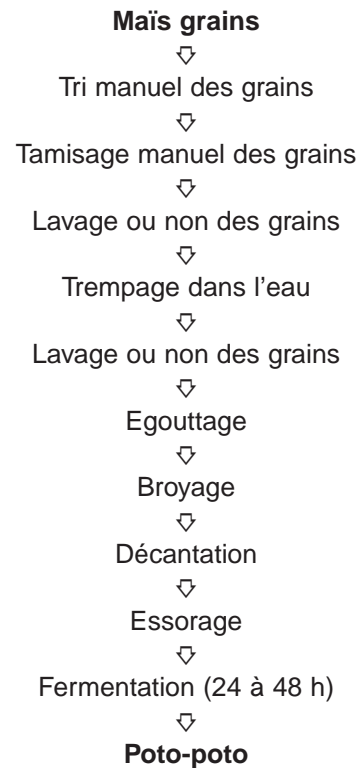 Maïs grains
Tri manuel des grains
Tamisage manuel des grains
Lavage ou non des grains
Trempage dans l'eau
Lavage ou non des grains
Egouttage
Broyage
Décantation
Essorage
Fermentation (24 à 48 h)
Poto-poto